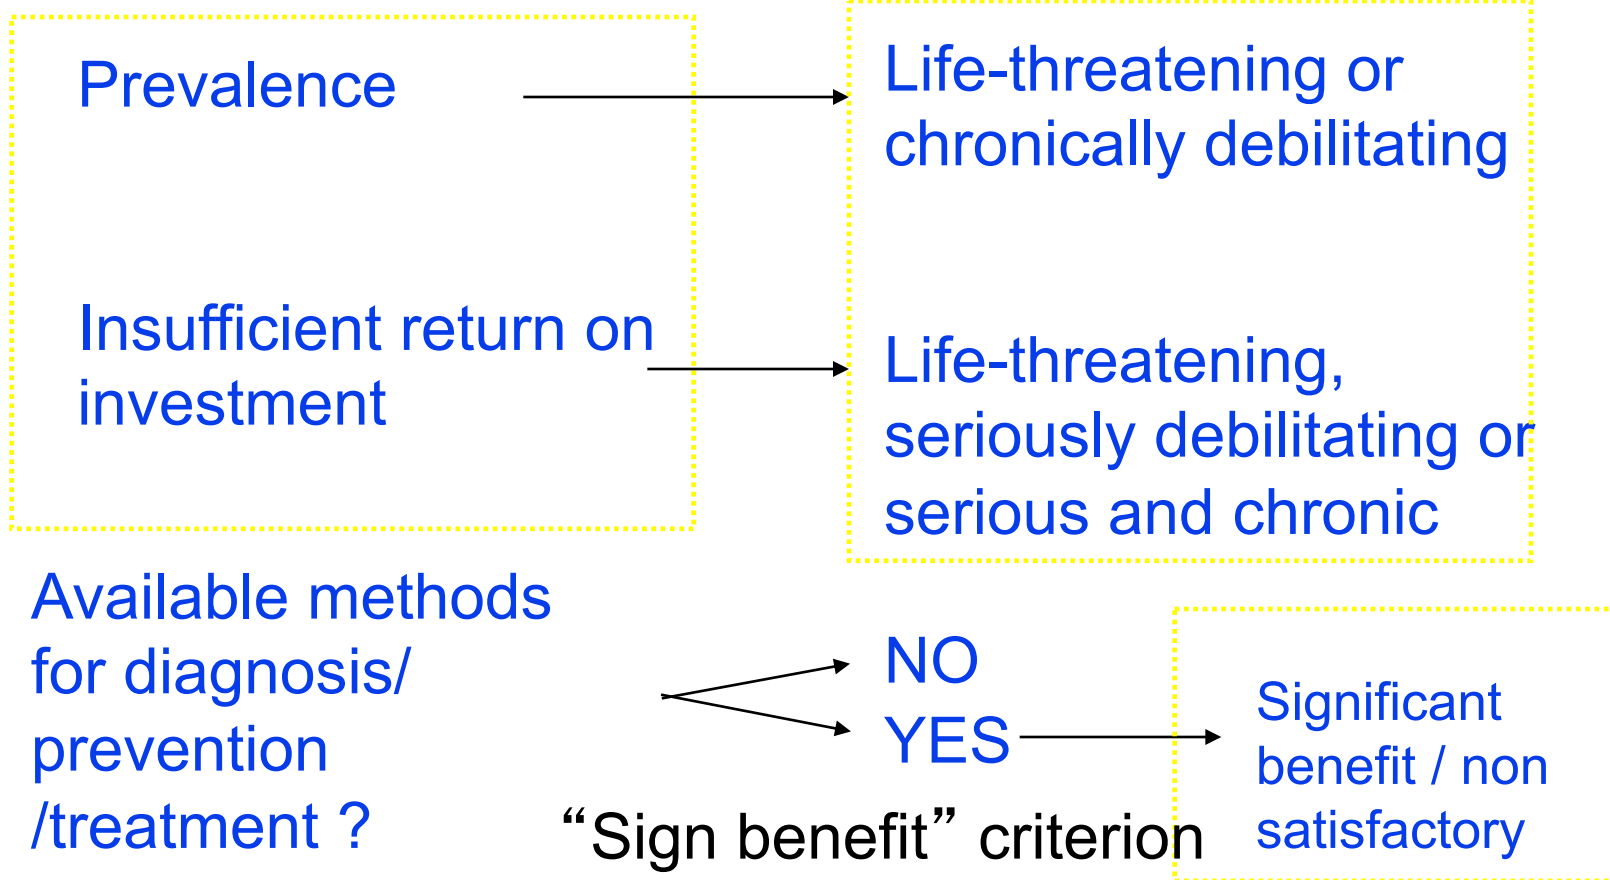 Prevalence
Life-threatening or
chronically debilitating
Insufficient return on
investment
Life-threatening,
seriously debilitating or
serious and chronic
Available methods
for diagnosis/
prevention
/treatment ?
NO
YES
Significant
benefit / non
satisfactory
“Sign benefit” criterion